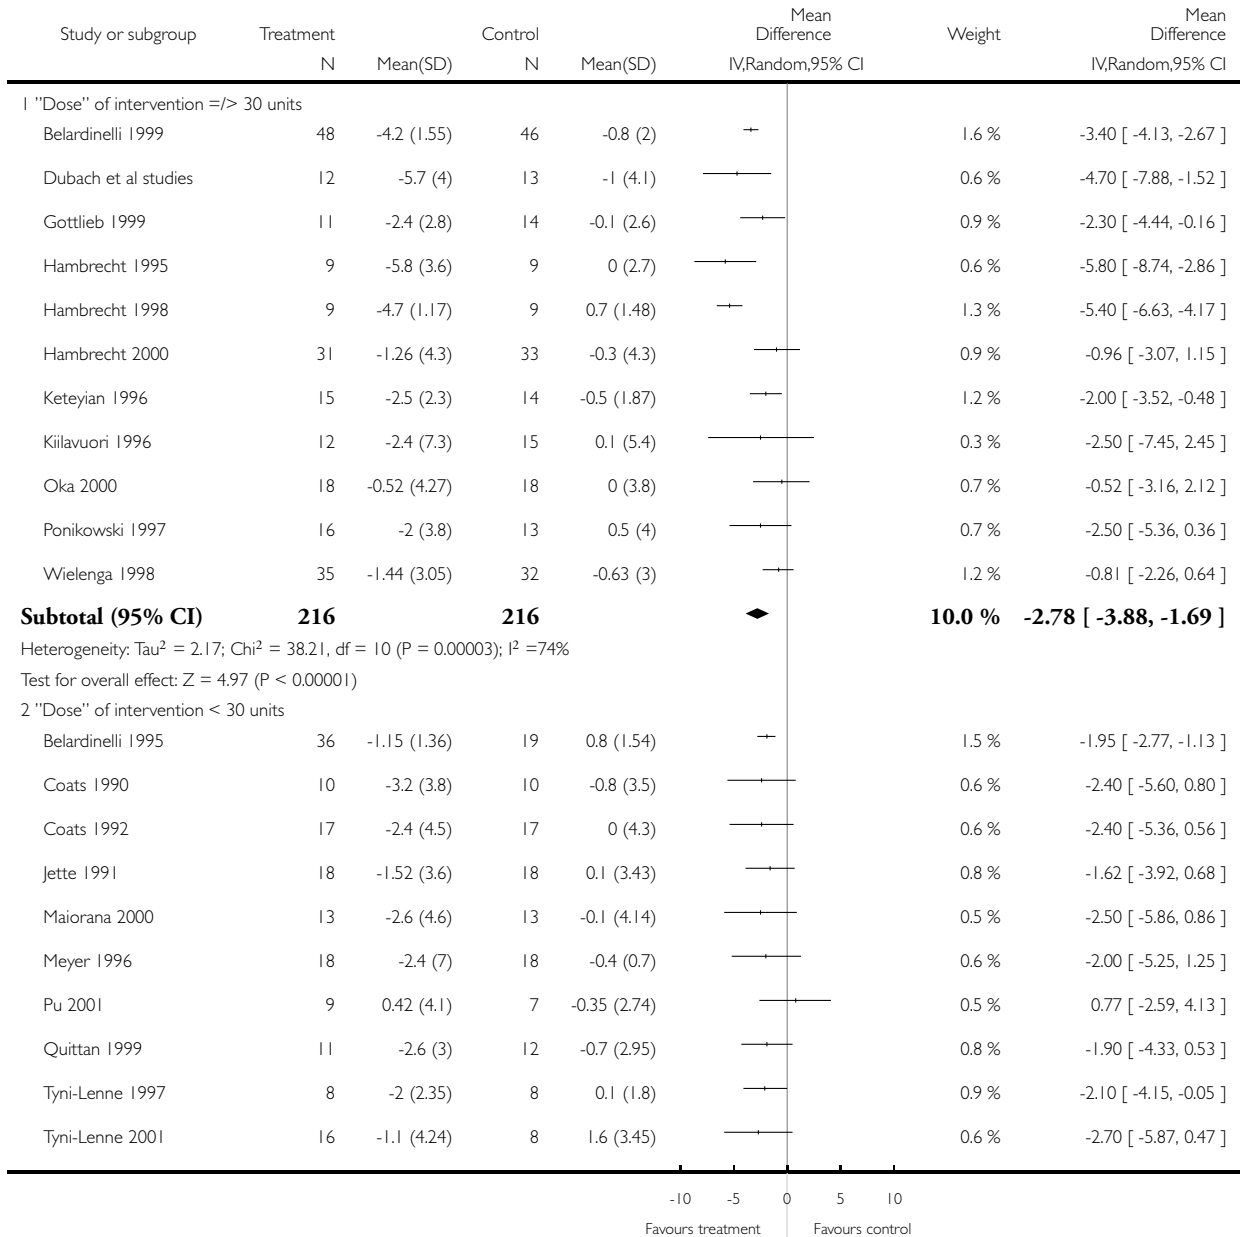 Mean
Mean
Study or subgroup Treatment Control Difference Weight Difference
N Mean(SD) N Mean(SD) IV,Random,95% CI IV,Random,95% CI
1 ”Dose” of intervention =/> 30 units
Belardinelli 1999 48 -4.2 (1.55) 46 -0.8 (2) 1.6 % -3.40 [ -4.13, -2.67 ]
Dubach et al studies 12 -5.7 (4) 13 -1 (4.1) 0.6 % -4.70 [ -7.88, -1.52 ]
Gottlieb 1999 11 -2.4 (2.8) 14 -0.1 (2.6) 0.9 % -2.30 [ -4.44, -0.16 ]
Hambrecht 1995 9 -5.8 (3.6) 9 0 (2.7) 0.6 % -5.80 [ -8.74, -2.86 ]
Hambrecht 1998 9 -4.7 (1.17) 9 0.7 (1.48) 1.3 % -5.40 [ -6.63, -4.17 ]
Hambrecht 2000 31 -1.26 (4.3) 33 -0.3 (4.3) 0.9 % -0.96 [ -3.07, 1.15 ]
Keteyian 1996 15 -2.5 (2.3) 14 -0.5 (1.87) 1.2 % -2.00 [ -3.52, -0.48 ]
Kiilavuori 1996 12 -2.4 (7.3) 15 0.1 (5.4) 0.3 % -2.50 [ -7.45, 2.45 ]
Oka 2000 18 -0.52 (4.27) 18 0 (3.8) 0.7 % -0.52 [ -3.16, 2.12 ]
Ponikowski 1997 16 -2 (3.8) 13 0.5 (4) 0.7 % -2.50 [ -5.36, 0.36 ]
Wielenga 1998 35 -1.44 (3.05) 32 -0.63 (3) 1.2 % -0.81 [ -2.26, 0.64 ]
Subtotal (95% CI) 216 216 10.0 % -2.78 [ -3.88, -1.69 ]
Heterogeneity: Tau² = 2.17; Chi² = 38.21, df = 10 (P = 0.00003); I² =74%
Test for overall effect: Z = 4.97 (P < 0.00001)
2 ”Dose” of intervention < 30 units
Belardinelli 1995 36 -1.15 (1.36) 19 0.8 (1.54) 1.5 % -1.95 [ -2.77, -1.13 ]
Coats 1990 10 -3.2 (3.8) 10 -0.8 (3.5) 0.6 % -2.40 [ -5.60, 0.80 ]
Coats 1992 17 -2.4 (4.5) 17 0 (4.3) 0.6 % -2.40 [ -5.36, 0.56 ]
Jette 1991 18 -1.52 (3.6) 18 0.1 (3.43) 0.8 % -1.62 [ -3.92, 0.68 ]
Maiorana 2000 13 -2.6 (4.6) 13 -0.1 (4.14) 0.5 % -2.50 [ -5.86, 0.86 ]
Meyer 1996 18 -2.4 (7) 18 -0.4 (0.7) 0.6 % -2.00 [ -5.25, 1.25 ]
Pu 2001 9 0.42 (4.1) 7 -0.35 (2.74) 0.5 % 0.77 [ -2.59, 4.13 ]
Quittan 1999 11 -2.6 (3) 12 -0.7 (2.95) 0.8 % -1.90 [ -4.33, 0.53 ]
Tyni-Lenne 1997 8 -2 (2.35) 8 0.1 (1.8) 0.9 % -2.10 [ -4.15, -0.05 ]
Tyni-Lenne 2001 16 -1.1 (4.24) 8 1.6 (3.45) 0.6 % -2.70 [ -5.87, 0.47 ]
-10 -5 0 5 10
Favours treatment Favours control